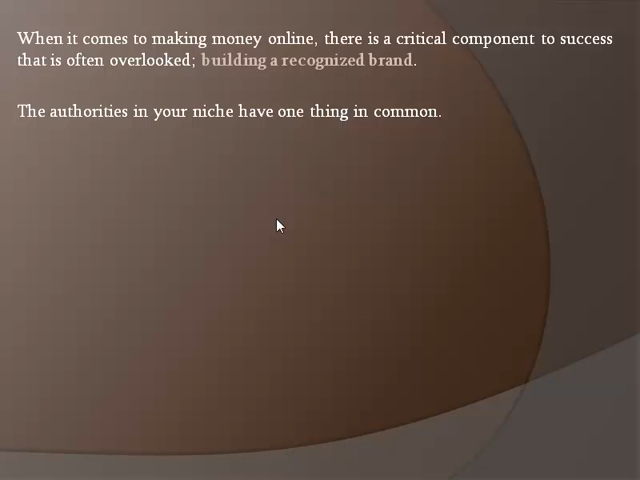 When it comes to making money online, there is a critical component to success
that is often overlooked; building a recognized brand.
The authorities in your niche have one thing in common.